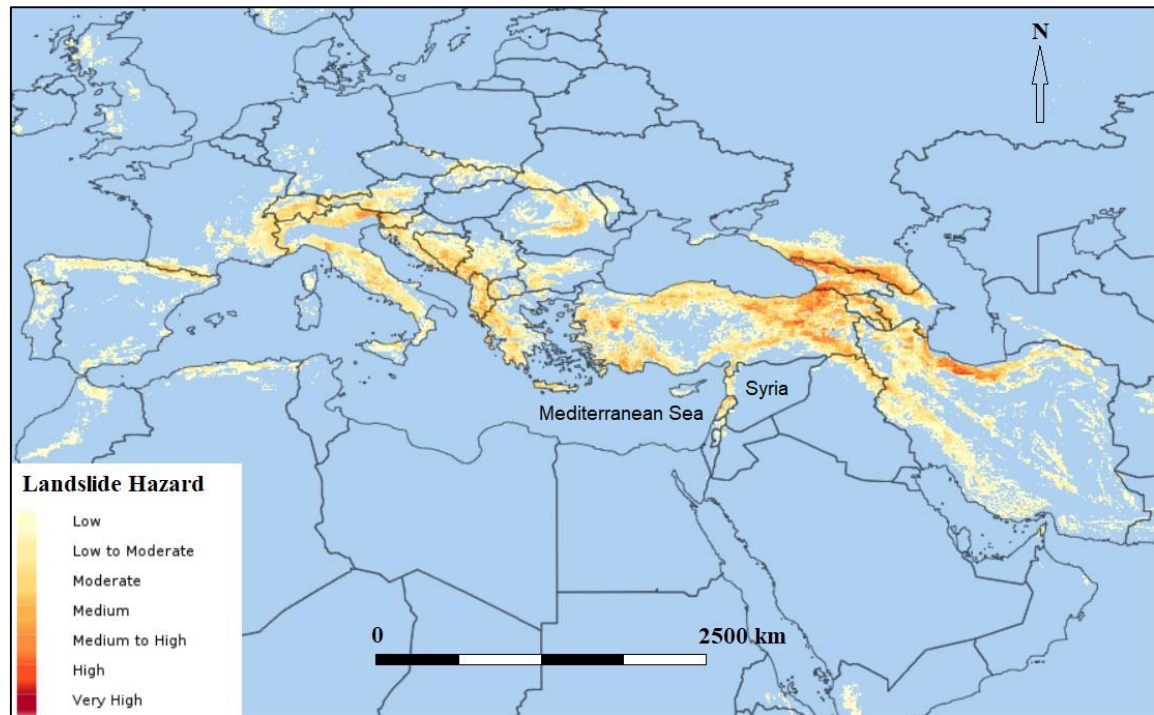 N
Syria
Mediterranean Sea
Landslide Hazard
Low
Low to Moderate
Moderate
Medium
Medium to High
High
Very High
0 2500 km